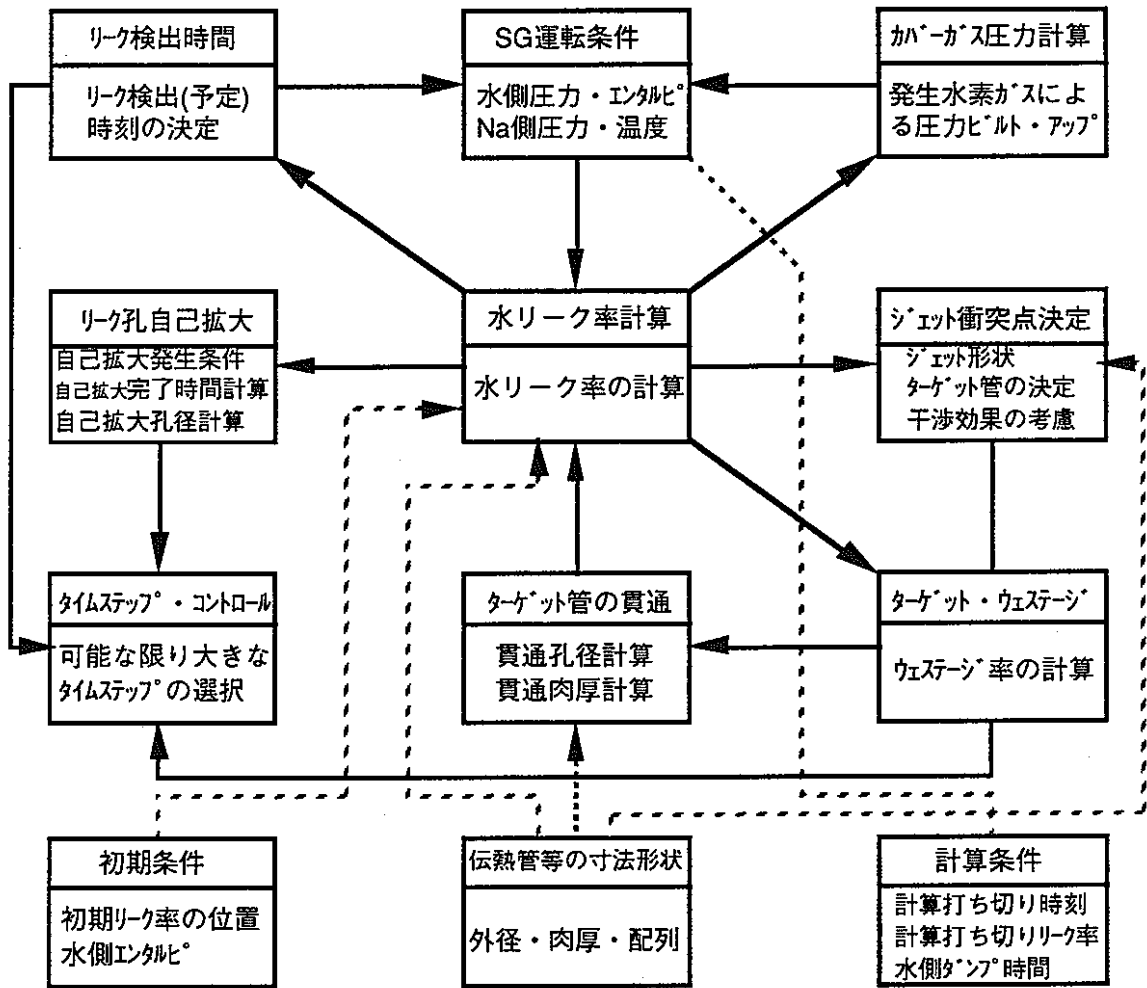 リーク検出時間
リーク検出(予定)
時刻の決定
SG運転条件
水側圧力・エンタルピ
Na側圧力・温度
カバーガス圧力計算
発生水素ガスによ
る圧力ビルト・アップ
リーク孔自己拡大
自己拡大発生条件
自己拡大完了時間計算
自己拡大孔径計算
水リーク率計算
水リーク率の計算
ジェット衝突点決定
ジェット形状
ターゲット管の決定
干渉効果の考慮
タイムステップ・コントロール
可能な限り大きな
タイムステップの選択
ターゲット管の貫通
貫通孔径計算
貫通肉厚計算
ターゲット・ウェステージ
ウェステージ率の計算
初期条件
初期リーク率の位置
水側エンタルピ
伝熱管等の寸法形状
外径・肉厚・配列
計算条件
計算打ち切り時刻
計算打ち切りリーク率
水側ダンプ時間